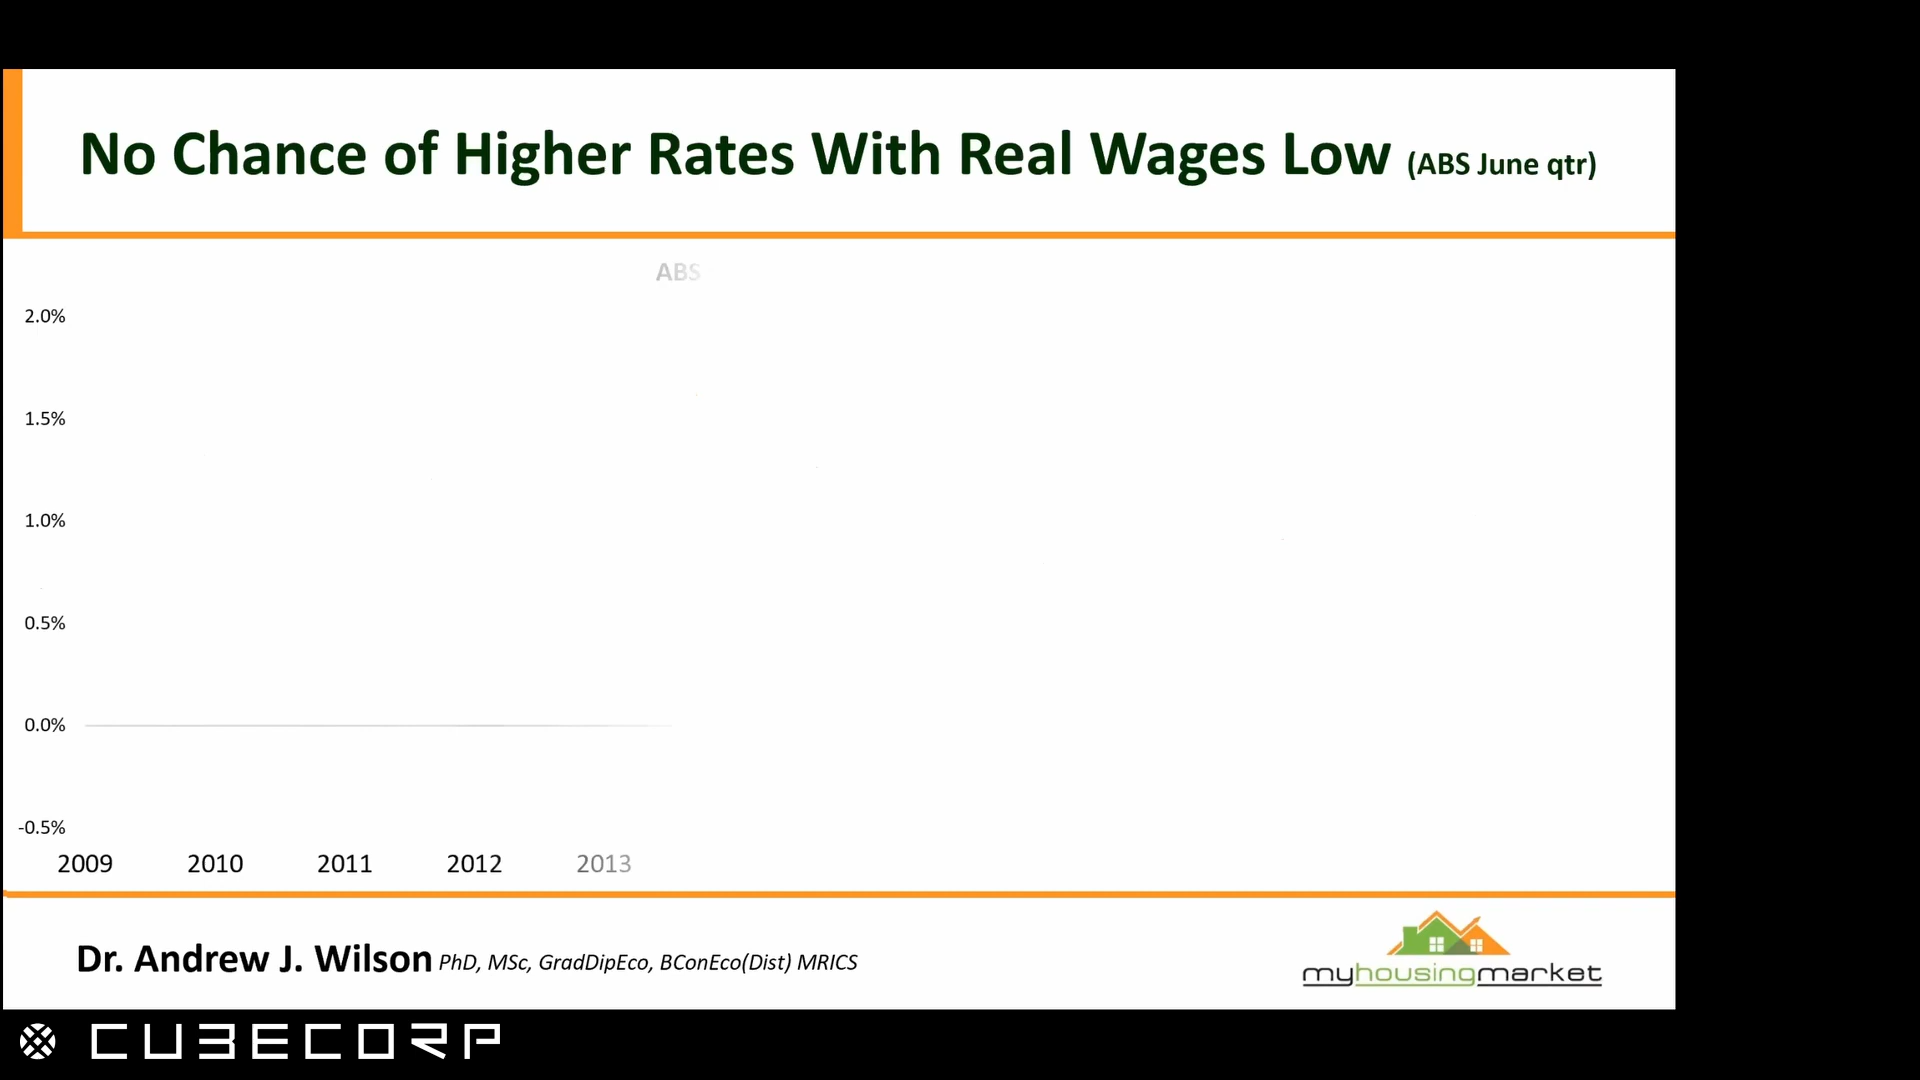 No Chance of Higher Rates With Real Wages Low (ABS June qtr)
ABS
2.0%
1.5%
1.0%
0.5%
0.0%
-0.5%
2009 2010 2011 2012 2013
Dr. Andrew J. Wilson PhD, MSc, GradDipEco, BConEco(Dist) MRICS
myhousingmarket
CUBECORP